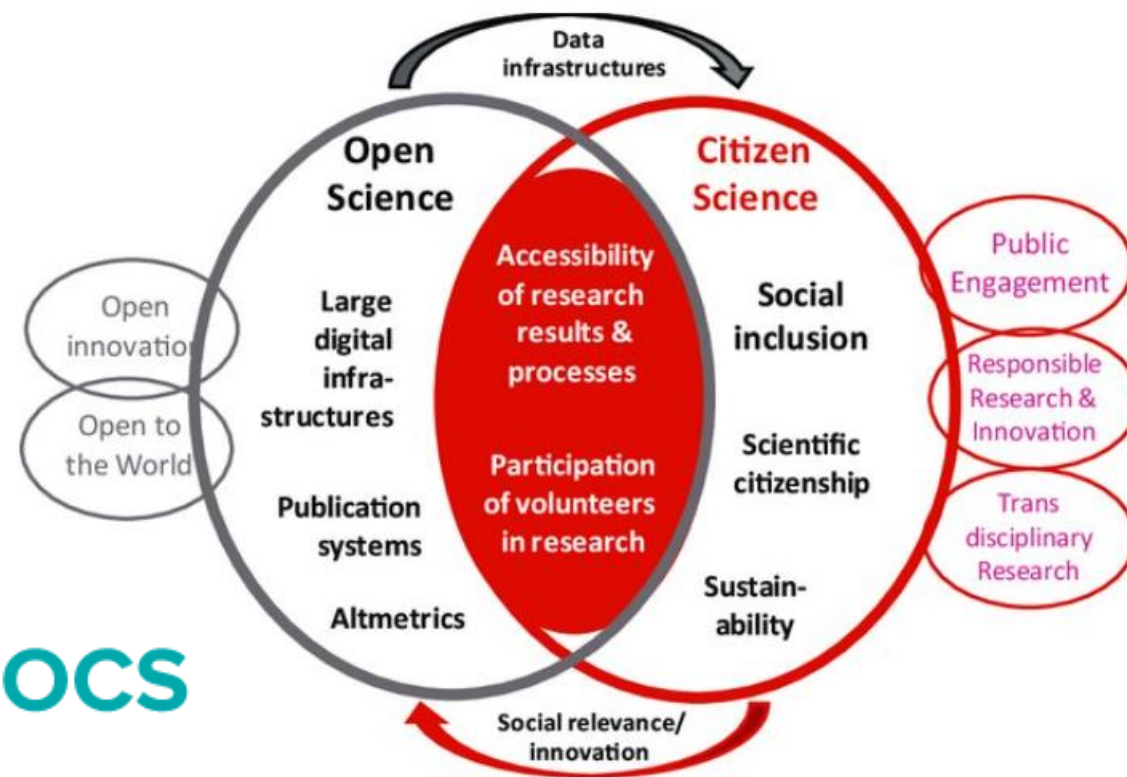 Data
infrastructures
Open
Science
Citizen
Science
Accessibility
of research
results &
processes
Participation
of volunteers
in research
Large
digital
infra-
structures
Publication
systems
Altmetrics
Social
inclusion
Scientific
citizenship
Sustain-
ability
Open
innovation
Open to
the World
Public
Engagement
Responsible
Research &
Innovation
Trans
disciplinary
Research
OCS
Social relevance/
innovation